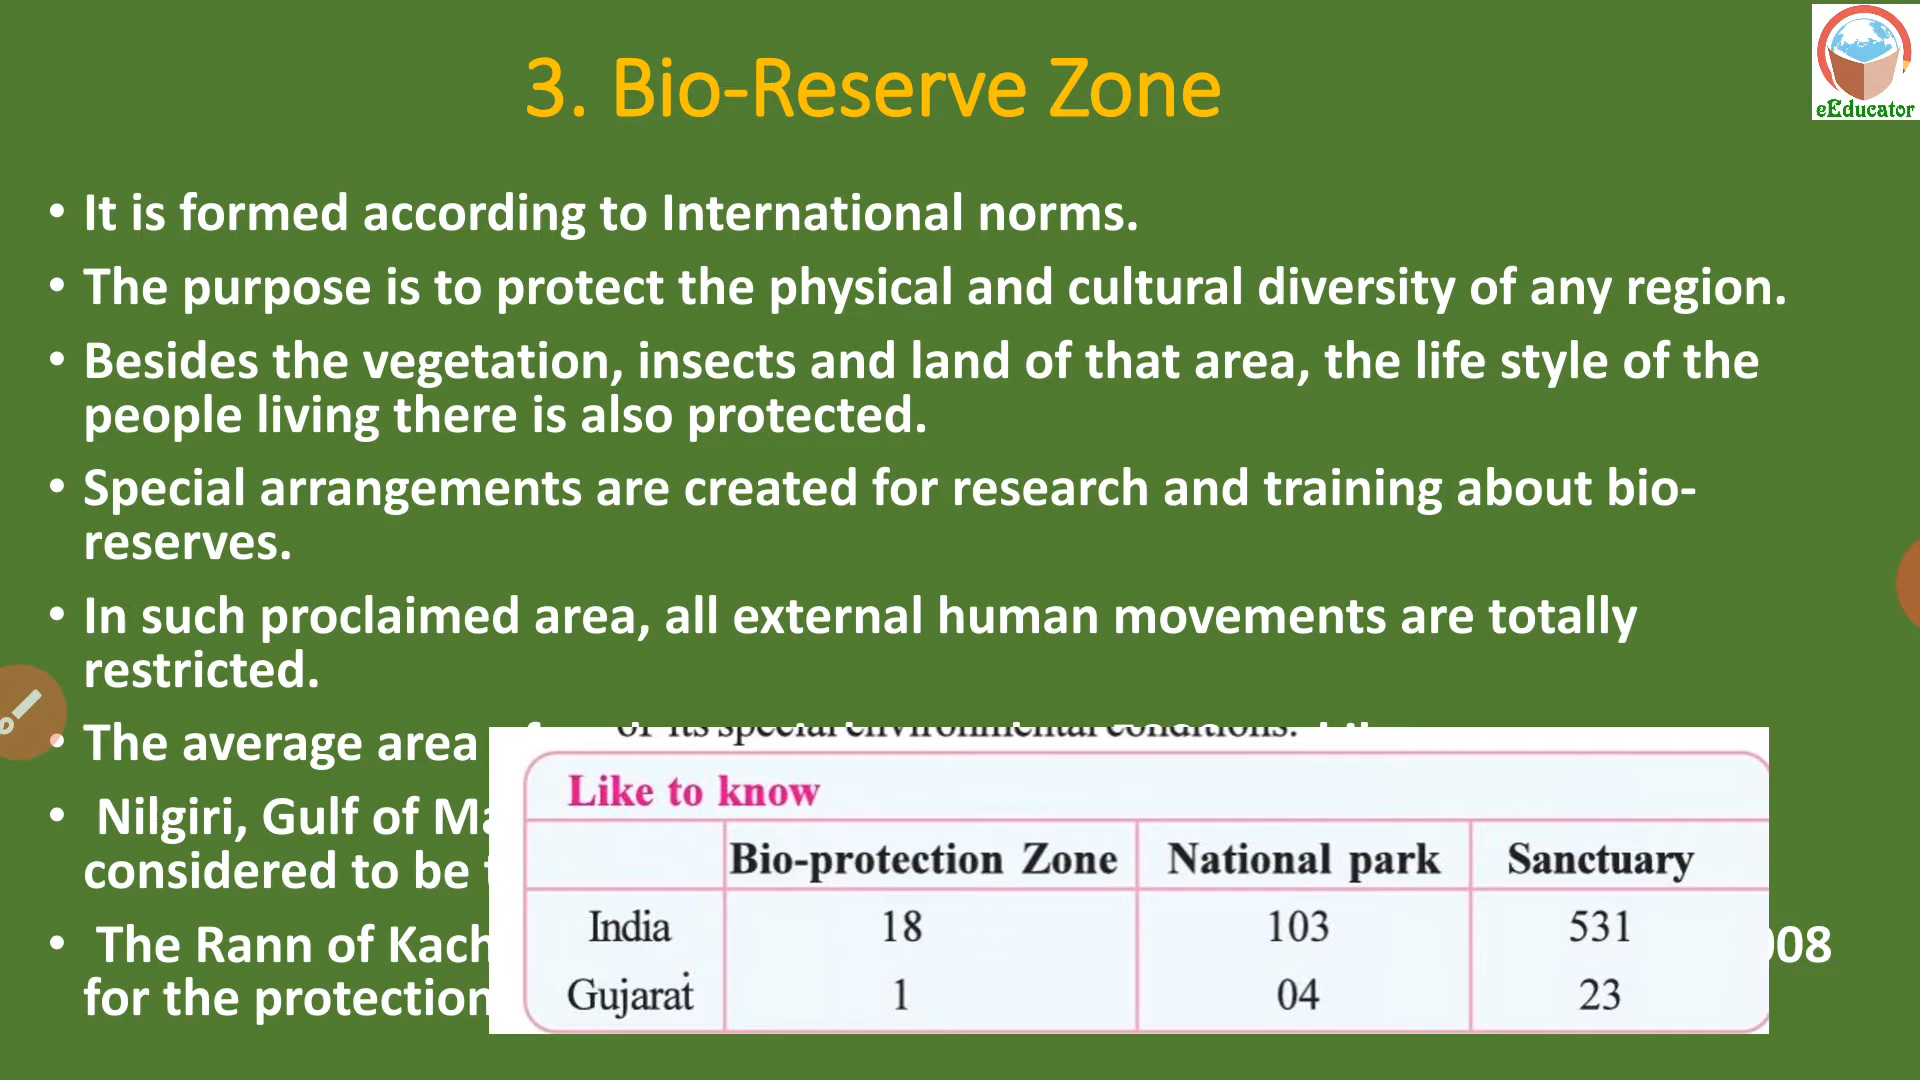 3. Bio-Reserve Zone
eEducator
• It is formed according to International norms.
• The purpose is to protect the physical and cultural diversity of any region.
• Besides the vegetation, insects and land of that area, the life style of the
people living there is also protected.
• Special arrangements are created for research and training about bio-
reserves.
• In such proclaimed area, all external human movements are totally
restricted.
• The average area
of its special environmental conditions.
• Nilgiri, Gulf of
considered to be
• The Rann of 008
for the protection
Like to know
Bio-protection Zone National park Sanctuary
India 18 103 531
Gujarat 1 04 23